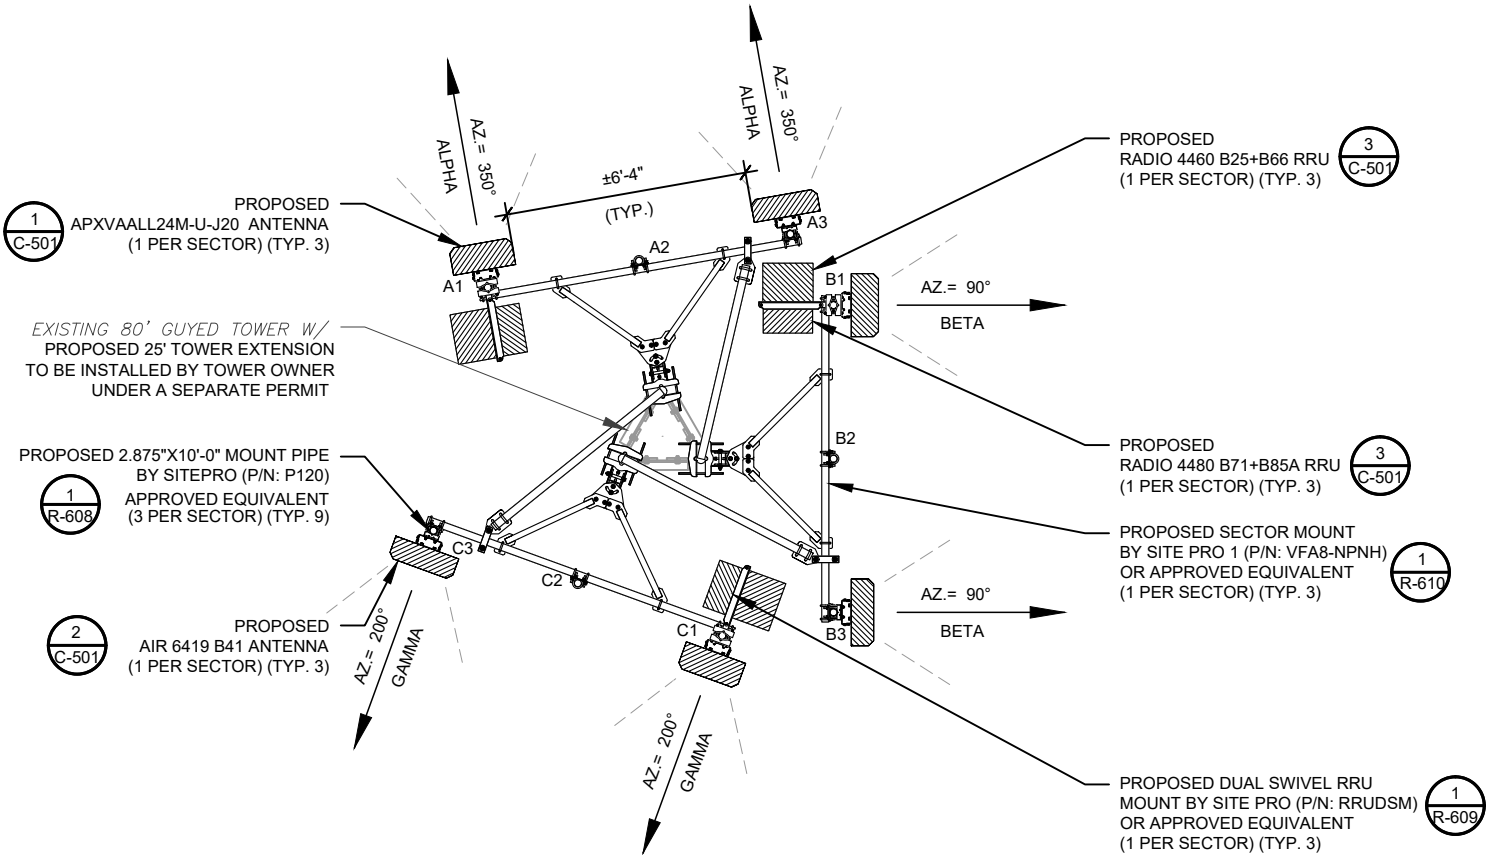 AZ.= 350°
ALPHA
AZ.= 350°
ALPHA
±6'-4"
(TYP.)
PROPOSED
RADIO 4460 B25+B66 RRU
(1 PER SECTOR) (TYP. 3)
3
C-501
1
C-501
PROPOSED
APXVAALL24M-U-J20 ANTENNA
(1 PER SECTOR) (TYP. 3)
A1
A2
A3
B1
AZ.= 90°
BETA
EXISTING 80' GUYED TOWER W/
PROPOSED 25' TOWER EXTENSION
TO BE INSTALLED BY TOWER OWNER
UNDER A SEPARATE PERMIT
B2
PROPOSED
RADIO 4480 B71+B85A RRU
(1 PER SECTOR) (TYP. 3)
3
C-501
PROPOSED 2.875"X10'-0" MOUNT PIPE
BY SITEPRO (P/N: P120)
APPROVED EQUIVALENT
(3 PER SECTOR) (TYP. 9)
1
R-608
PROPOSED SECTOR MOUNT
BY SITE PRO 1 (P/N: VFA8-NPNH)
OR APPROVED EQUIVALENT
(1 PER SECTOR) (TYP. 3)
1
R-610
C3
C2
C1
B3
AZ.= 90°
BETA
2
C-501
PROPOSED
AIR 6419 B41 ANTENNA
(1 PER SECTOR) (TYP. 3)
AZ.= 200°
GAMMA
AZ.= 200°
GAMMA
PROPOSED DUAL SWIVEL RRU
MOUNT BY SITE PRO (P/N: RRUDSM)
OR APPROVED EQUIVALENT
(1 PER SECTOR) (TYP. 3)
1
R-609